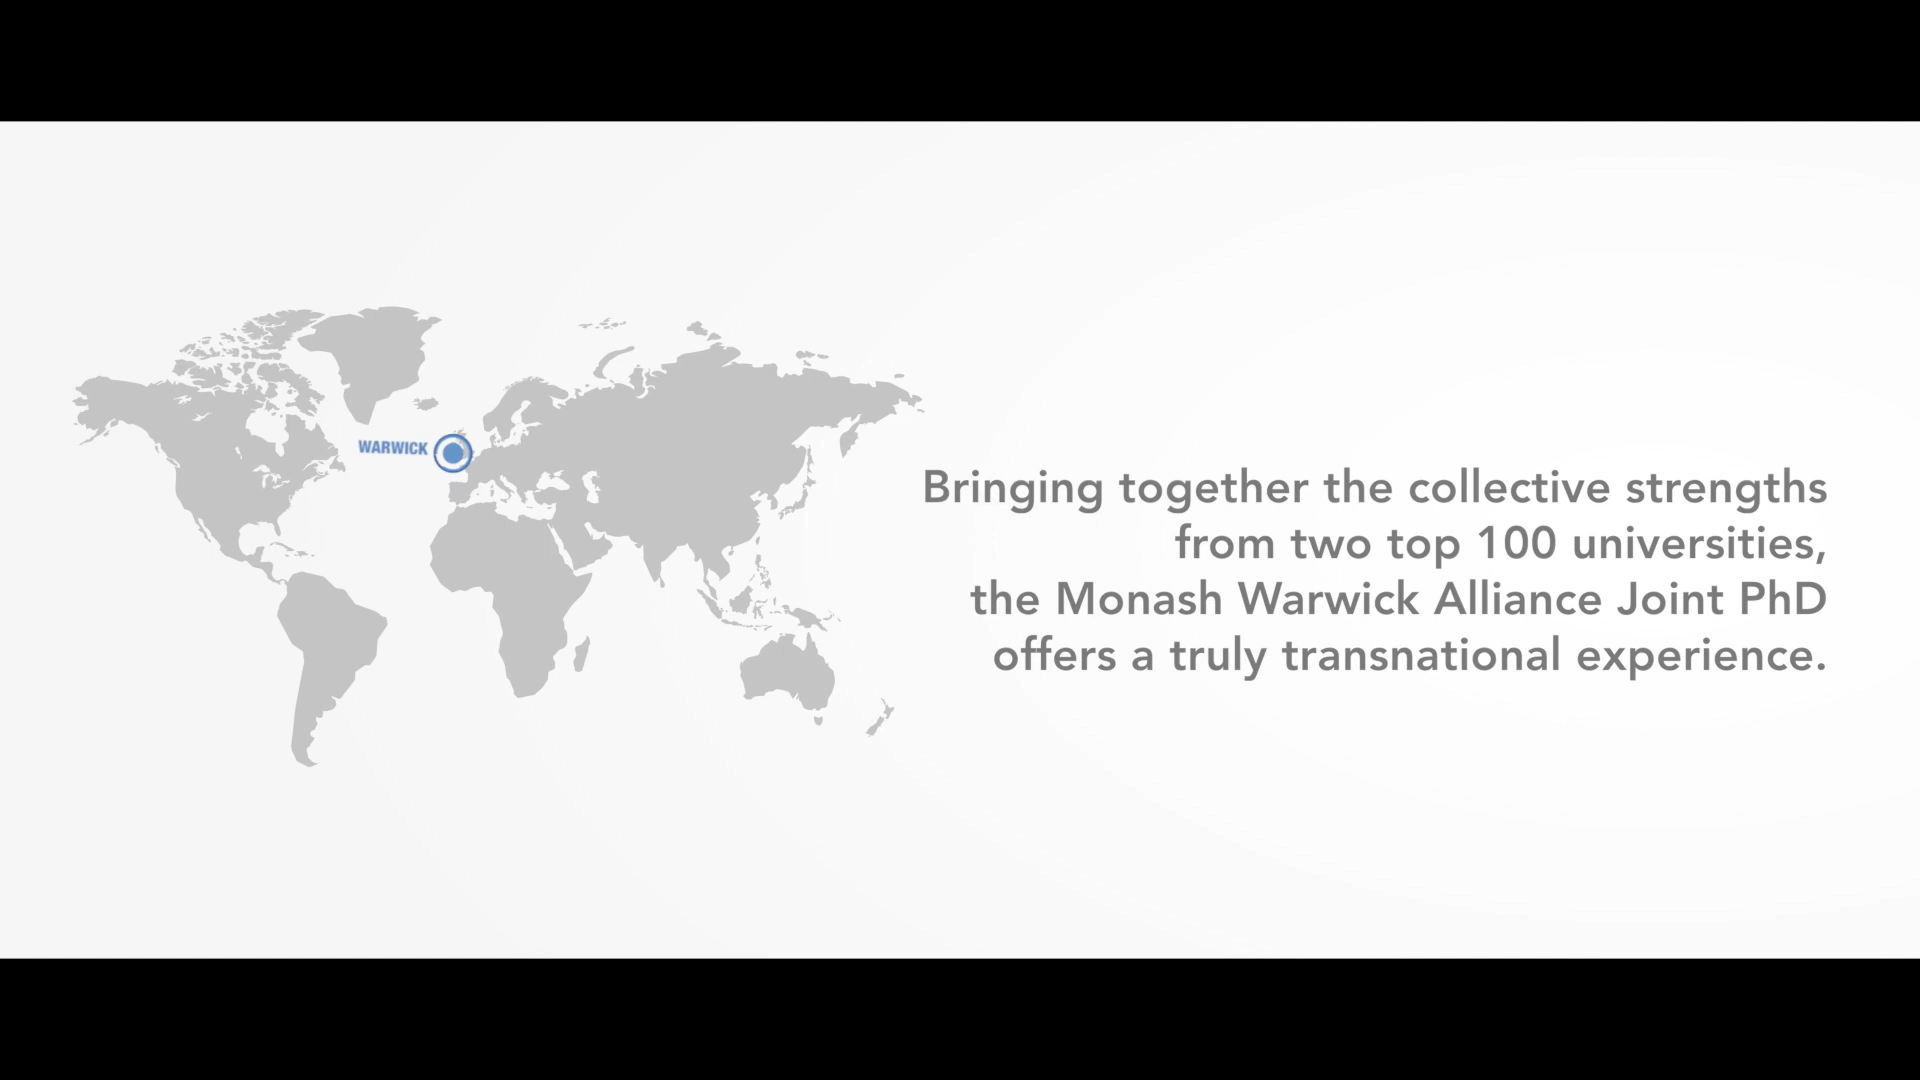 WARWICK
Bringing together the collective strengths
from two top 100 universities,
the Monash Warwick Alliance Joint PhD
offers a truly transnational experience.